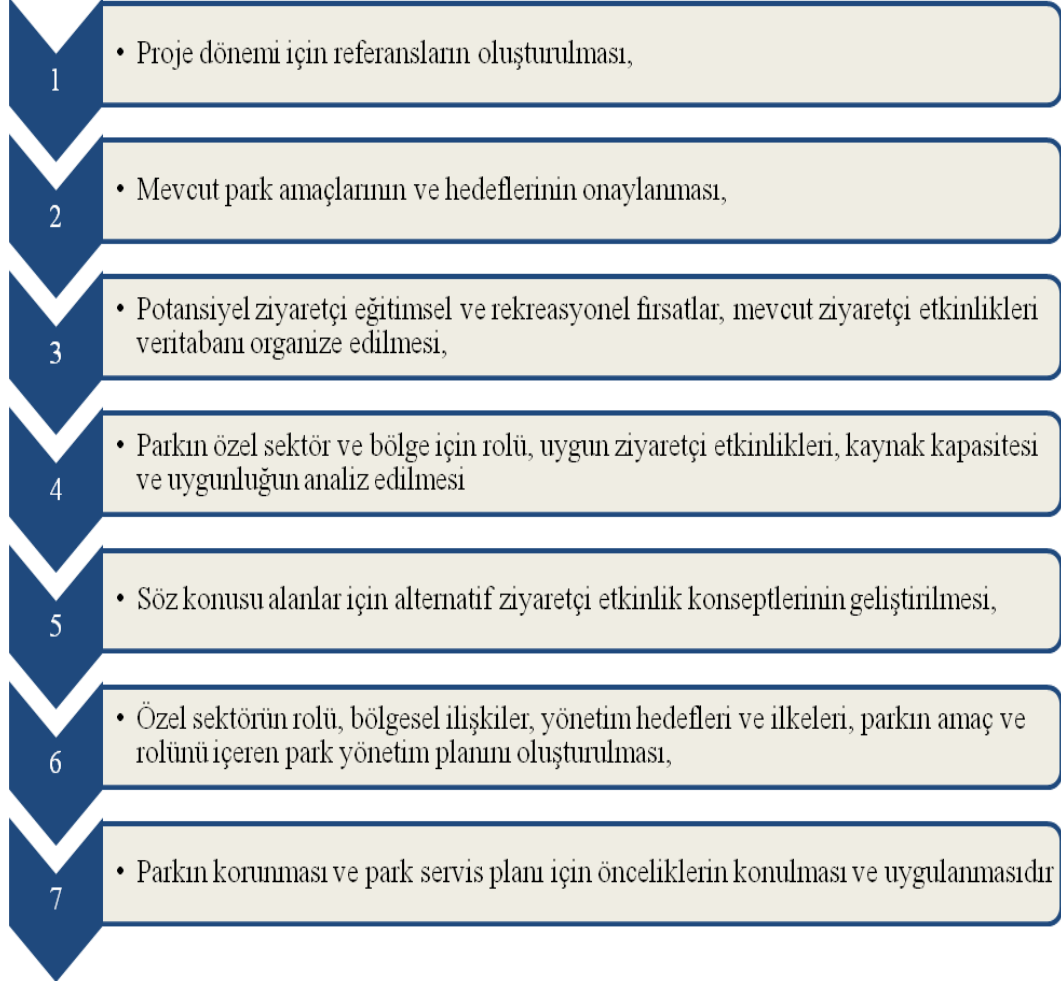 1
• Proje dönemi için referansların oluşturulması,
2
• Mevcut park amaçlarının ve hedeflerinin onaylanması,
3
• Potansiyel ziyaretçi eğitimsel ve rekreasyonel fırsatlar, mevcut ziyaretçi etkinlikleri
veritabanı organize edilmesi,
4
• Parkın özel sektör ve bölge için rolü, uygun ziyaretçi etkinlikleri, kaynak kapasitesi
ve uygunluğun analiz edilmesi
5
• Söz konusu alanlar için alternatif ziyaretçi etkinlik konseptlerinin geliştirilmesi,
6
• Özel sektörün rolü, bölgesel ilişkiler, yönetim hedefleri ve ilkeleri, parkın amaç ve
rolünü içeren park yönetim planını oluşturulması,
7
• Parkın korunması ve park servis planı için önceliklerin konulması ve uygulanmasıdır